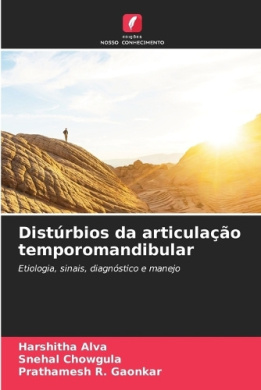 edições
NOSSO CONHECIMENTO
Distúrbios da articulação
temporomandibular
Etiologia, sinais, diagnóstico e manejo
Harshitha Alva
Snehal Chowgula
Prathamesh R. Gaonkar